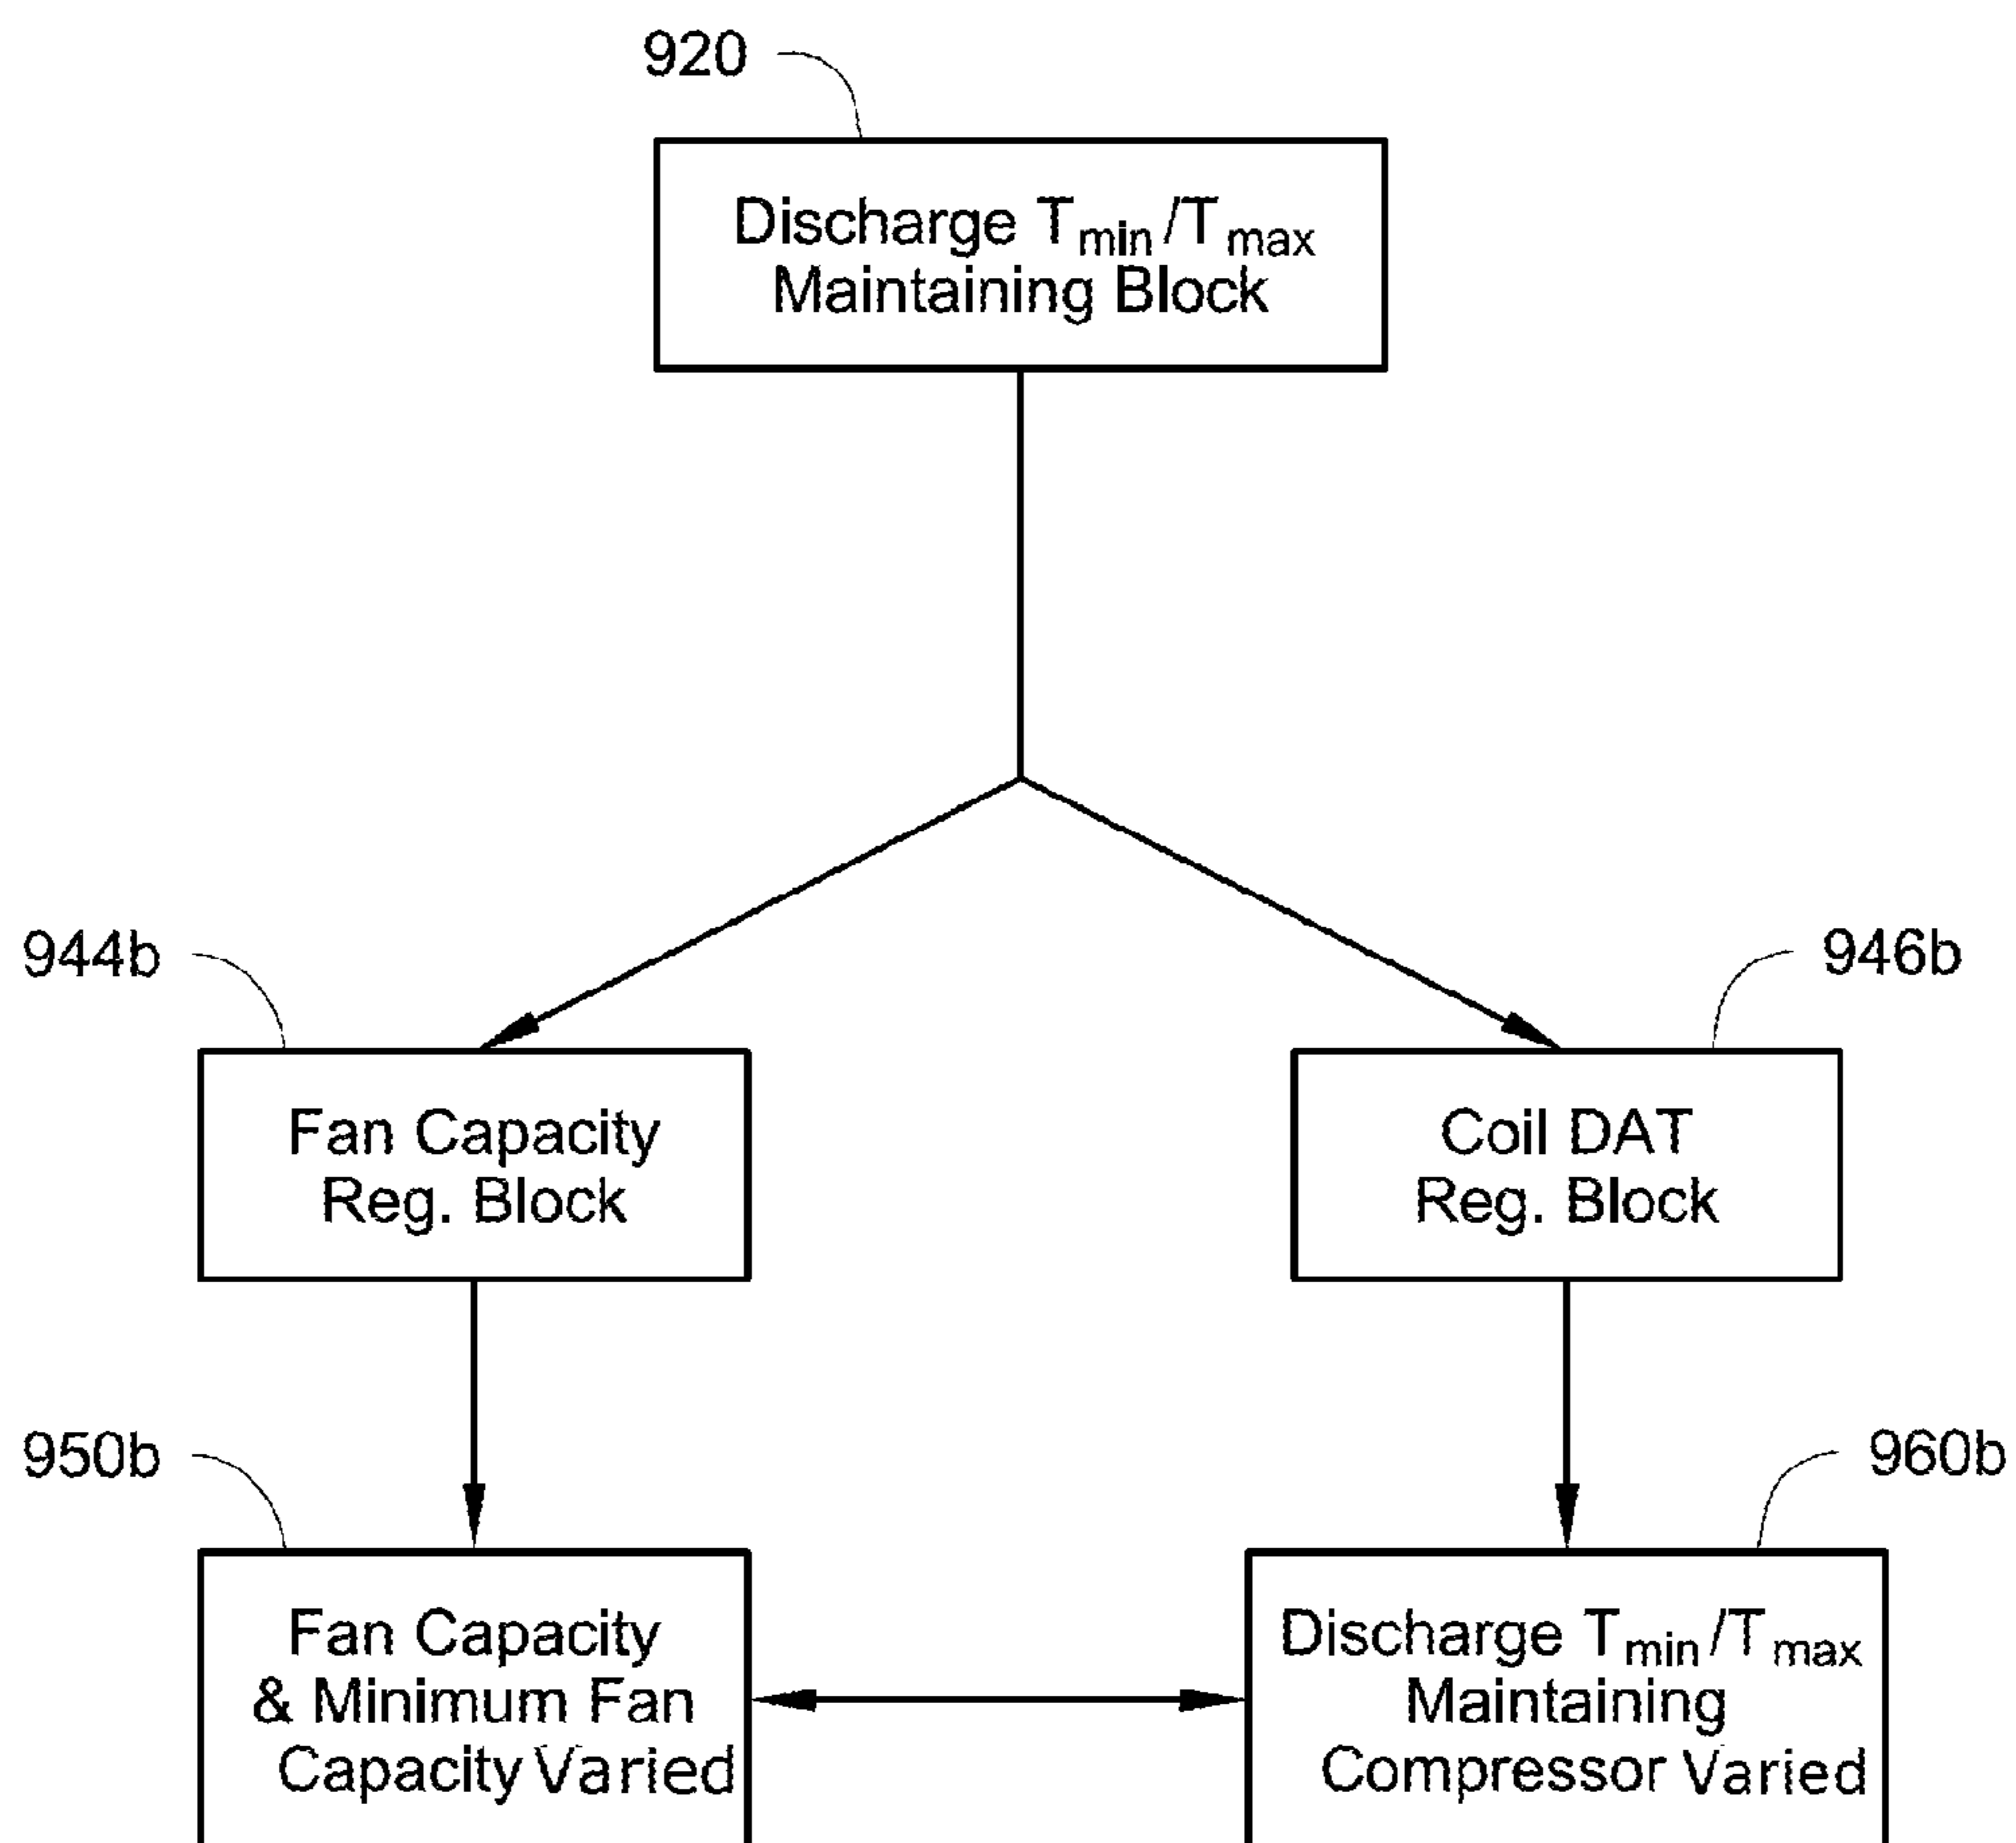 920
Discharge Tmin/Tmax
Maintaining Block
944b
946b
Fan Capacity
Reg. Block
Coil DAT
Reg. Block
950b
960b
Fan Capacity
& Minimum Fan
Capacity Varied
Discharge Tmin/Tmax
Maintaining
Compressor Varied